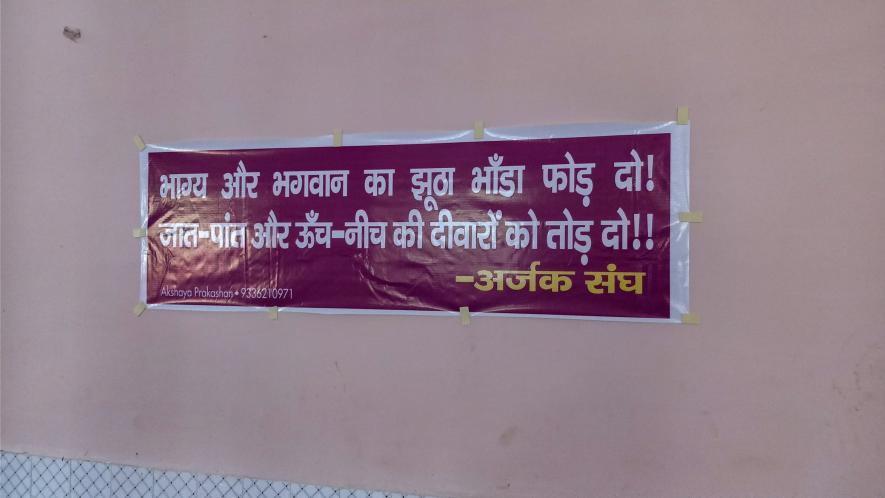 भाग्य और भगवान का झूठा भाँडा फोड़ दो!
जात-पांत और ऊँच-नीच की दीवारों को तोड़ दो!!
-अर्जक संघ
Akshaya Prakashan • 9336210971